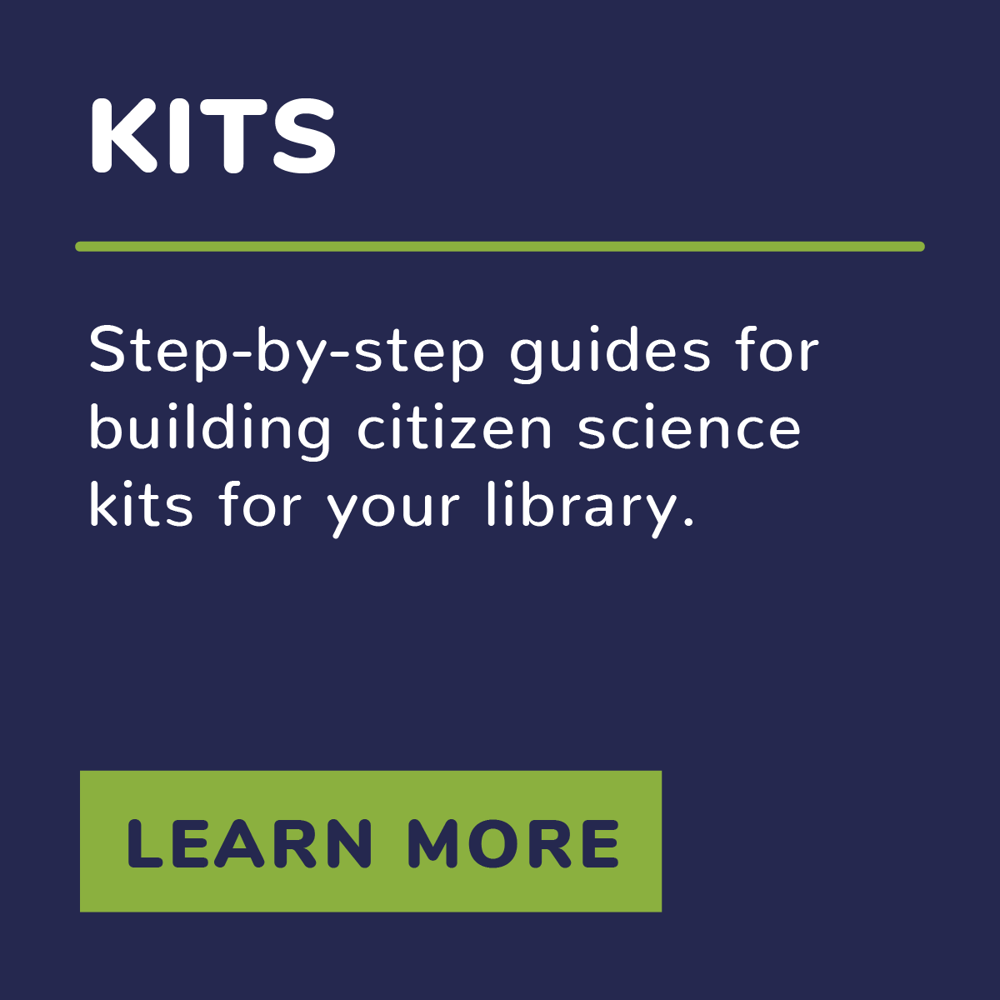 KITS
Step-by-step guides for
building citizen science
kits for your library.
LEARN MORE